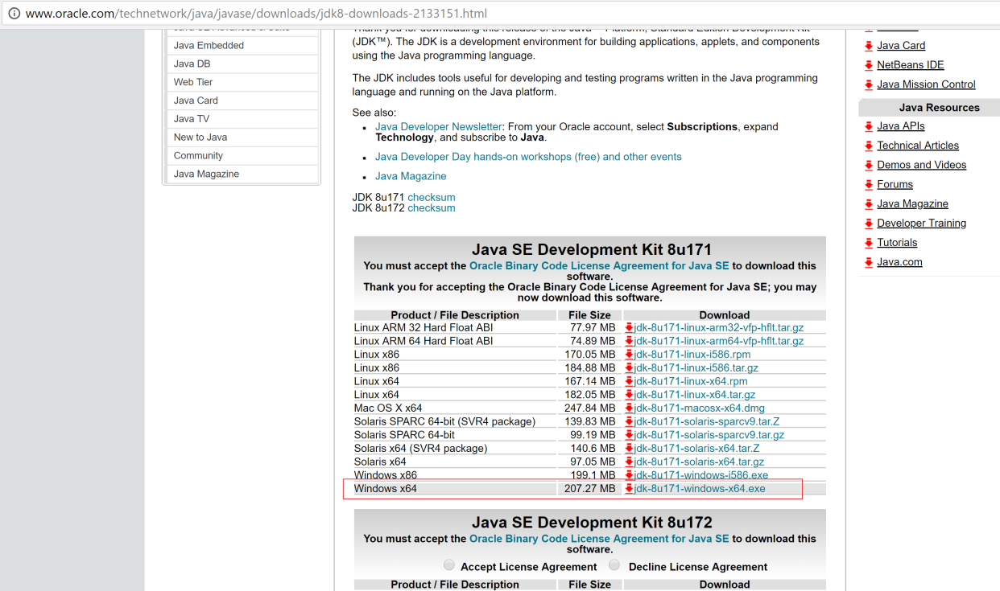 www.oracle.com/technetwork/java/javase/downloads/jdk8-downloads-2133151.html
Java Embedded
Java DB
Web Tier
Java Card
Java TV
New to Java
Community
Java Magazine
Thank you for downloading this release of the Java™ Platform, Standard Edition Development Kit
(JDK™). The JDK is a development environment for building applications, applets, and components
using the Java programming language.
The JDK includes tools useful for developing and testing programs written in the Java programming
language and running on the Java platform.
See also:
Java Developer Newsletter: From your Oracle account, select Subscriptions, expand
Technology, and subscribe to Java.
Java Developer Day hands-on workshops (free) and other events
Java Magazine
JDK 8u171 checksum
JDK 8u172 checksum
Java SE Development Kit 8u171
You must accept the Oracle Binary Code License Agreement for Java SE to download this
software.
Thank you for accepting the Oracle Binary Code License Agreement for Java SE; you may
now download this software.
Product / File Description File Size Download
Linux ARM 32 Hard Float ABI 77.97 MB jdk-8u171-linux-arm32-vfp-hflt.tar.gz
Linux ARM 64 Hard Float ABI 74.89 MB jdk-8u171-linux-arm64-vfp-hflt.tar.gz
Linux x86 170.05 MB jdk-8u171-linux-i586.rpm
Linux x86 184.88 MB jdk-8u171-linux-i586.tar.gz
Linux x64 167.14 MB jdk-8u171-linux-x64.rpm
Linux x64 182.05 MB jdk-8u171-linux-x64.tar.gz
Mac OS X x64 247.84 MB jdk-8u171-macosx-x64.dmg
Solaris SPARC 64-bit (SVR4 package) 139.83 MB jdk-8u171-solaris-sparcv9.tar.Z
Solaris SPARC 64-bit 99.19 MB jdk-8u171-solaris-sparcv9.tar.gz
Solaris x64 (SVR4 package) 140.6 MB jdk-8u171-solaris-x64.tar.Z
Solaris x64 97.05 MB jdk-8u171-solaris-x64.tar.gz
Windows x86 199.1 MB jdk-8u171-windows-i586.exe
Windows x64 207.27 MB jdk-8u171-windows-x64.exe
Java SE Development Kit 8u172
You must accept the Oracle Binary Code License Agreement for Java SE to download this
software.
Accept License Agreement Decline License Agreement
Product / File Description File Size Download
Java Card
NetBeans IDE
Java Mission Control
Java Resources
Java APIs
Technical Articles
Demos and Videos
Forums
Java Magazine
Developer Training
Tutorials
Java.com